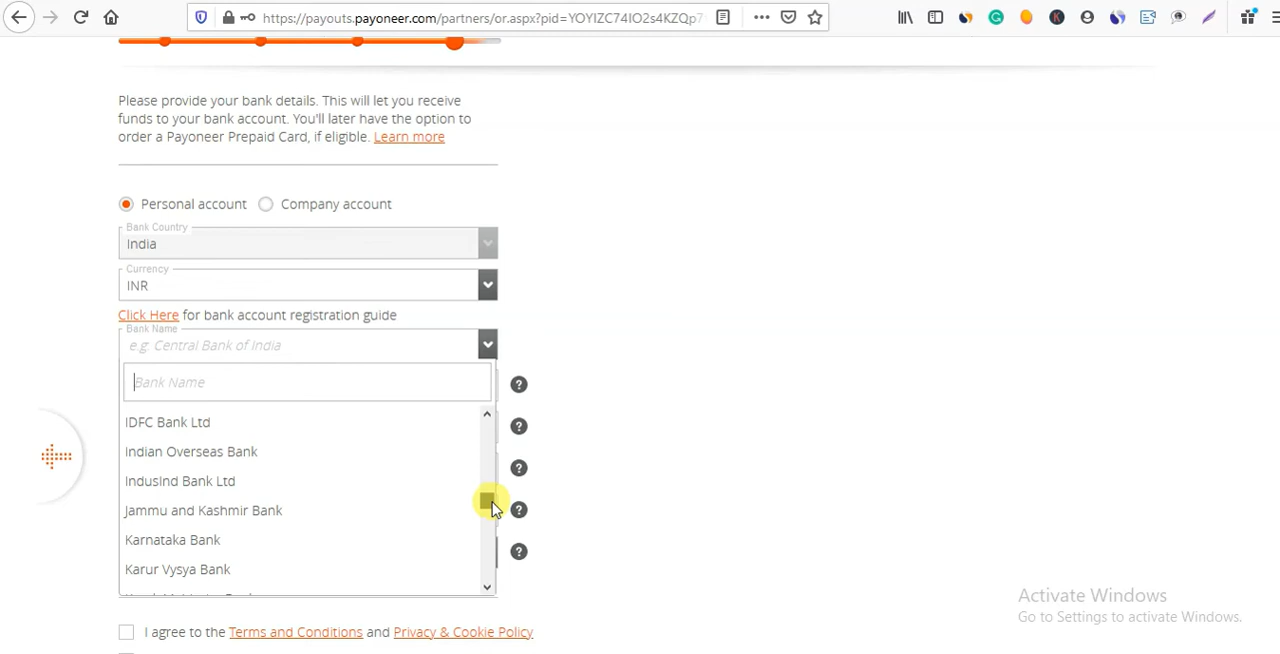 https://payouts.payoneer.com/partners/or.aspx?pid=YOYIZC74IO2s4KZQp7
Please provide your bank details. This will let you receive
funds to your bank account. You'll later have the option to
order a Payoneer Prepaid Card, if eligible. Learn more
Personal account Company account
Bank Country
India
Currency
INR
Click Here for bank account registration guide
Bank Name
e.g. Central Bank of India
Bank Name
IDFC Bank Ltd
Indian Overseas Bank
IndusInd Bank Ltd
Jammu and Kashmir Bank
Karnataka Bank
Karur Vysya Bank
I agree to the Terms and Conditions and Privacy & Cookie Policy
Activate Windows
Go to Settings to activate Windows.